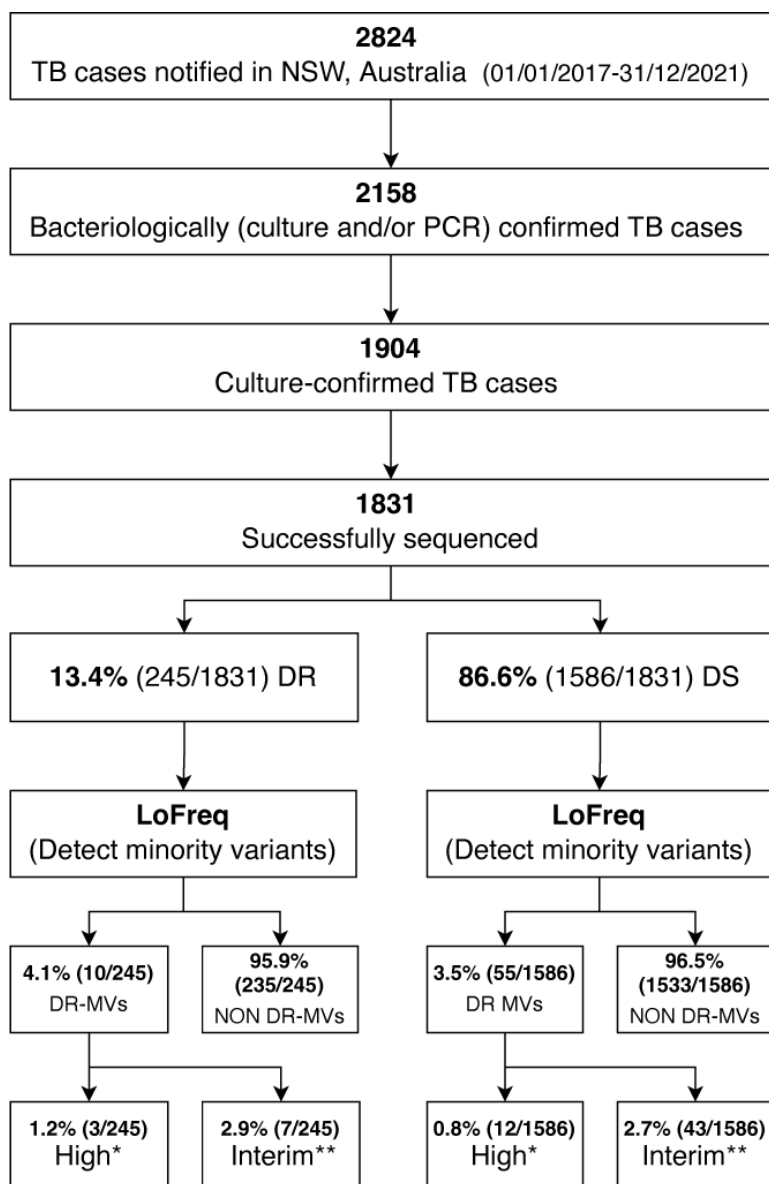 2824
TB cases notified in NSW, Australia (01/01/2017-31/12/2021)
2158
Bacteriologically (culture and/or PCR) confirmed TB cases
1904
Culture-confirmed TB cases
1831
Successfully sequenced
13.4% (245/1831) DR
86.6% (1586/1831) DS
LoFreq
(Detect minority variants)
LoFreq
(Detect minority variants)
4.1% (10/245)
DR-MVs
95.9%
(235/245)
NON DR-MVs
3.5% (55/1586)
DR MVs
96.5%
(1533/1586)
NON DR-MVs
1.2% (3/245)
High*
2.9% (7/245)
Interim**
0.8% (12/1586)
High*
2.7% (43/1586)
Interim**